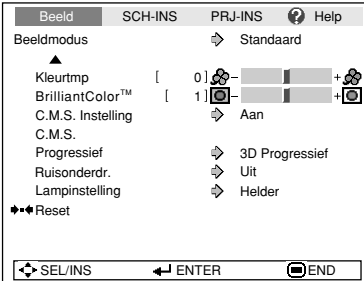 Beeld SCH-INS PRJ-INS ? Help
Beeldmodus Standaard
Kleurtmp [ 0] - +
BrilliantColor™ [ 1] - +
C.M.S. Instelling Aan
C.M.S.
Progressief 3D Progressief
Ruisonderdr. Uit
Lampinstelling Helder
Reset
SEL/INS ENTER END